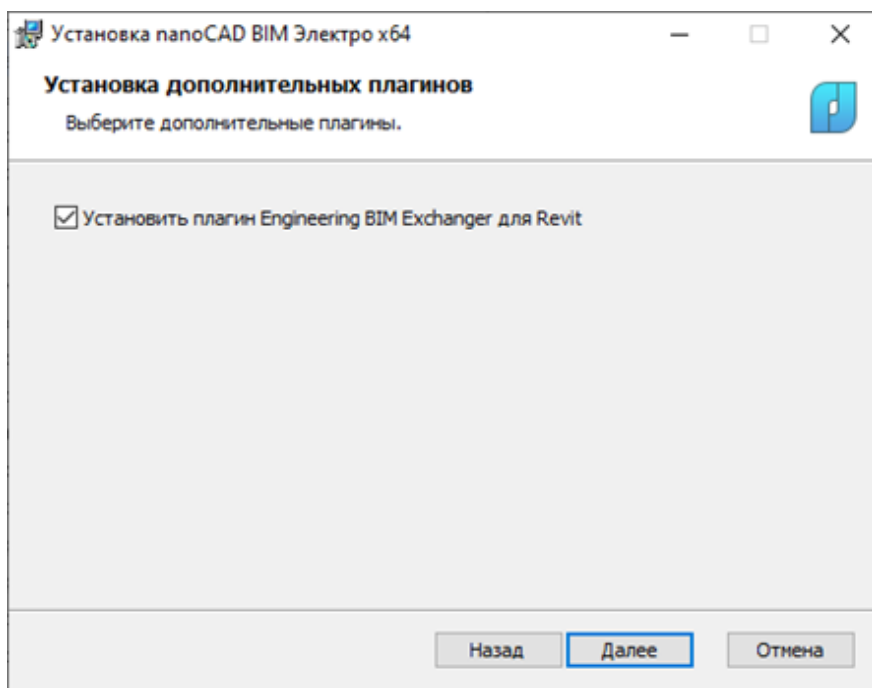 Установка nanoCAD BIM Электро x64
Установка дополнительных плагинов
Выберите дополнительные плагины.
Установить плагин Engineering BIM Exchanger для Revit
Назад
Далее
Отмена